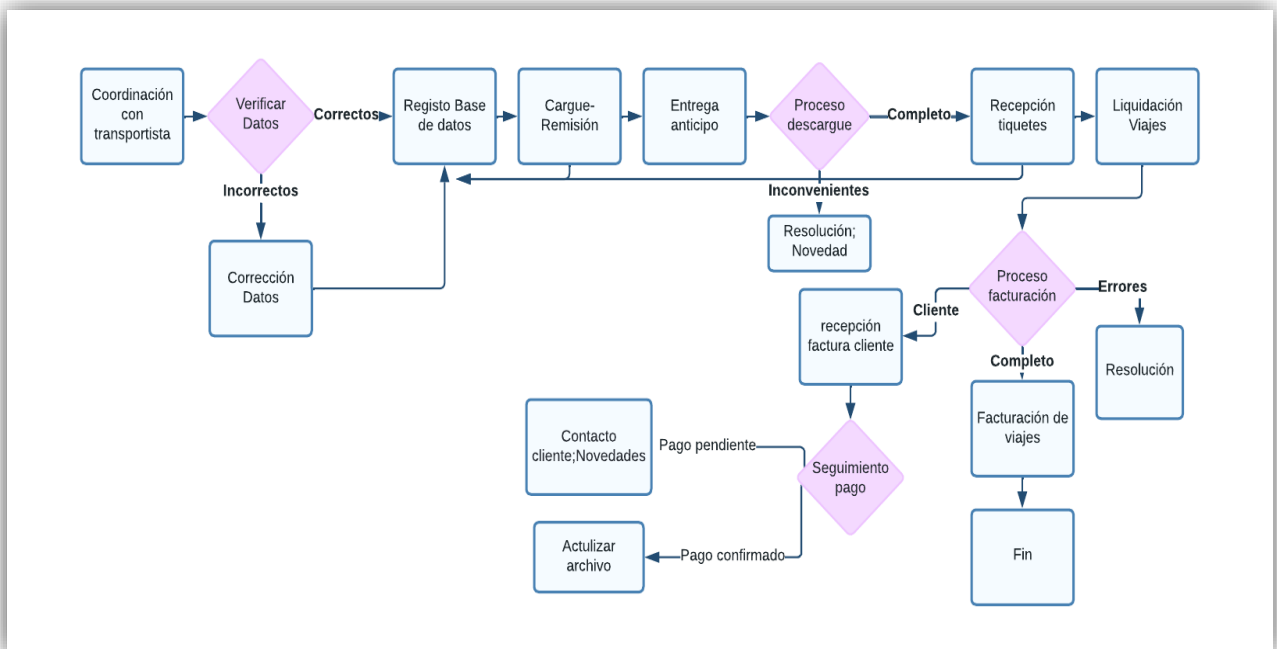 Coordinación
con
transportista
Verificar
Datos
Correctos
Registo Base
de datos
Cargue-
Remisión
Entrega
anticipo
Proceso
descargue
Completo
Recepción
tiquetes
Liquidación
Viajes
Incorrectos
Inconvenientes
Resolución;
Novedad
Corrección
Datos
Proceso
facturación
Errores
Cliente
recepción
factura cliente
Completo
Resolución
Facturación de
viajes
Contacto
cliente;Novedades
Pago pendiente
Seguimiento
pago
Actulizar
archivo
Pago confirmado
Fin